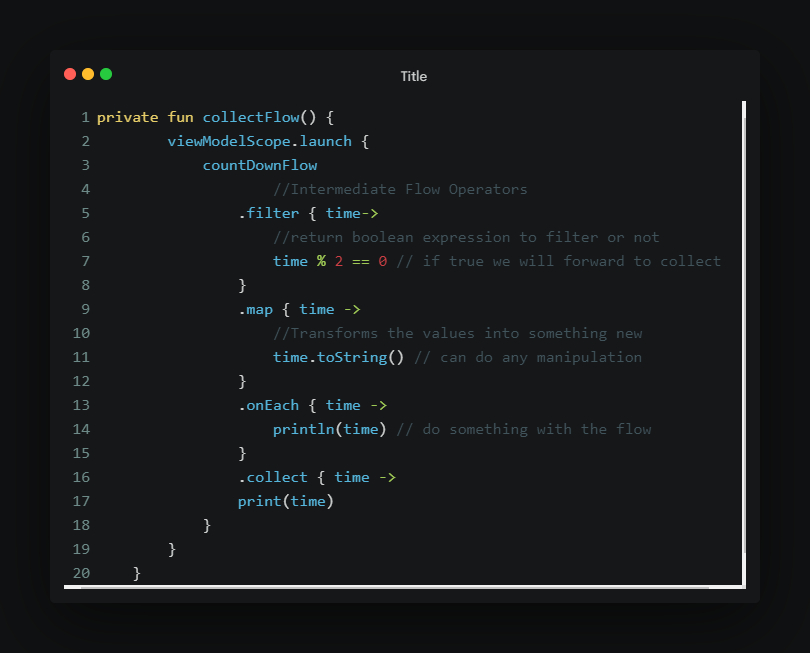 Title
1 private fun collectFlow() {
2         viewModelScope.launch {
3             countDownFlow
4                     //Intermediate Flow Operators
5                 .filter { time->
6                     //return boolean expression to filter or not
7                     time % 2 == 0 // if true we will forward to collect
8                 }
9                 .map { time ->
10                     //Transforms the values into something new
11                     time.toString() // can do any manipulation
12                 }
13                 .onEach { time ->
14                     println(time) // do something with the flow
15                 }
16                 .collect { time ->
17                 print(time)
18             }
19         }
20     }